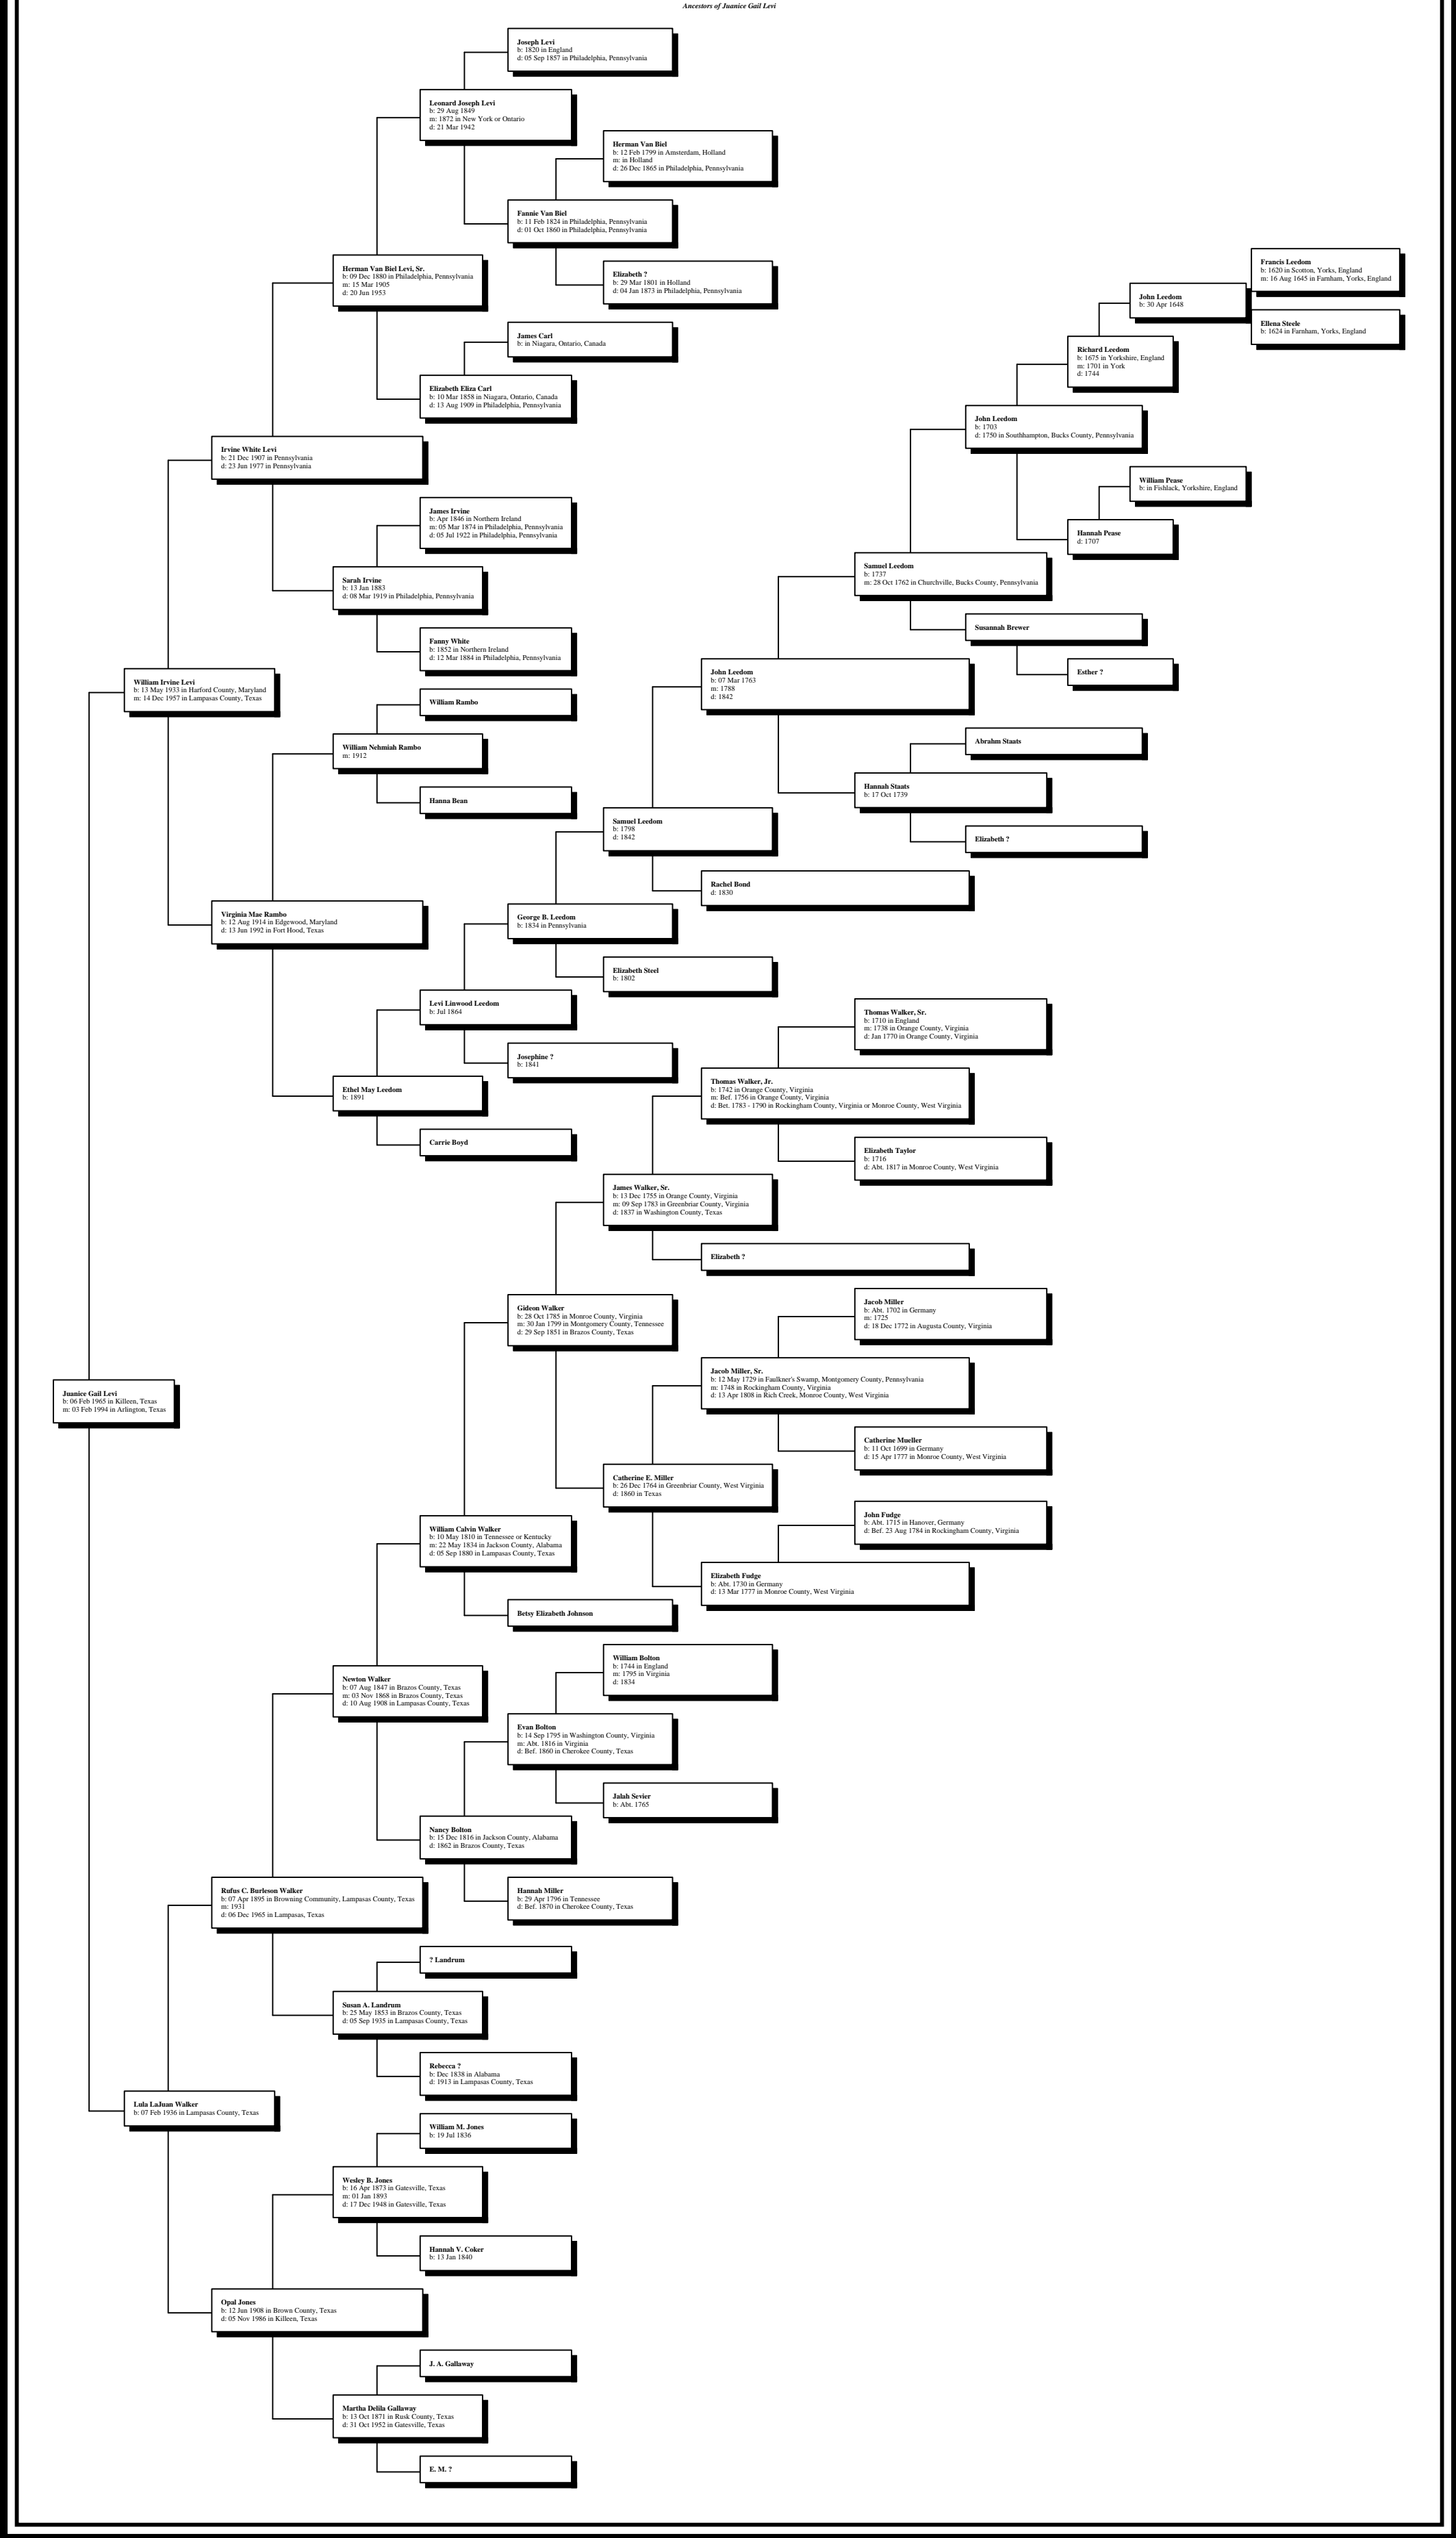 Ancestors of Juanice Gail Levi
Joseph Levi
b: 1820 in England
d: 05 Sep 1857 in Philadelphia, Pennsylvania
Leonard Joseph Levi
b: 29 Aug 1849
m: 1872 in New York or Ontario
d: 21 Mar 1942
Herman Van Biel
b: 12 Feb 1799 in Amsterdam, Holland
m: in Holland
d: 26 Dec 1865 in Philadelphia, Pennsylvania
Fannie Van Biel
b: 11 Feb 1824 in Philadelphia, Pennsylvania
d: 01 Oct 1860 in Philadelphia, Pennsylvania
Herman Van Biel Levi, Sr.
b: 09 Dec 1880 in Philadelphia, Pennsylvania
m: 15 Mar 1905
d: 20 Jun 1953
Elizabeth ?
b: 29 Mar 1801 in Holland
d: 04 Jan 1873 in Philadelphia, Pennsylvania
Francis Leedom
b: 1620 in Scotton, Yorks, England
m: 16 Aug 1645 in Farnham, Yorks, England
John Leedom
b: 30 Apr 1648
Ellena Steele
b: 1624 in Farnham, Yorks, England
James Carl
b: in Niagara, Ontario, Canada
Richard Leedom
b: 1675 in Yorkshire, England
m: 1701 in York
d: 1744
Elizabeth Eliza Carl
b: 10 Mar 1858 in Niagara, Ontario, Canada
d: 13 Aug 1909 in Philadelphia, Pennsylvania
John Leedom
b: 1703
d: 1750 in Southhampton, Bucks County, Pennsylvania
Irvine White Levi
b: 21 Dec 1907 in Pennsylvania
d: 23 Jun 1977 in Pennsylvania
William Pease
b: in Fishlack, Yorkshire, England
James Irvine
b: Apr 1846 in Northern Ireland
m: 05 Mar 1874 in Philadelphia, Pennsylvania
d: 05 Jul 1922 in Philadelphia, Pennsylvania
Hannah Pease
d: 1707
Samuel Leedom
b: 1737
m: 28 Oct 1762 in Churchville, Bucks County, Pennsylvania
Sarah Irvine
b: 13 Jan 1883
d: 08 Mar 1919 in Philadelphia, Pennsylvania
Susannah Brewer
Fanny White
b: 1852 in Northern Ireland
d: 12 Mar 1884 in Philadelphia, Pennsylvania
Esther ?
John Leedom
b: 07 Mar 1763
m: 1788
d: 1842
William Irvine Levi
b: 13 May 1933 in Harford County, Maryland
m: 14 Dec 1957 in Lampasas County, Texas
William Rambo
Abrahm Staats
William Nehmiah Rambo
m: 1912
Hannah Staats
b: 17 Oct 1739
Hanna Bean
Samuel Leedom
b: 1798
d: 1842
Elizabeth ?
Rachel Bond
d: 1830
Virginia Mae Rambo
b: 12 Aug 1914 in Edgewood, Maryland
d: 13 Jun 1992 in Fort Hood, Texas
George B. Leedom
b: 1834 in Pennsylvania
Elizabeth Steel
b: 1802
Levi Linwood Leedom
b: Jul 1864
Thomas Walker, Sr.
b: 1710 in England
m: 1738 in Orange County, Virginia
d: Jan 1770 in Orange County, Virginia
Josephine ?
b: 1841
Thomas Walker, Jr.
b: 1742 in Orange County, Virginia
m: Bef. 1756 in Orange County, Virginia
d: Bet. 1783 - 1790 in Rockingham County, Virginia or Monroe County, West Virginia
Ethel May Leedom
b: 1891
Carrie Boyd
Elizabeth Taylor
b: 1716
d: Abt. 1817 in Monroe County, West Virginia
James Walker, Sr.
b: 13 Dec 1755 in Orange County, Virginia
m: 09 Sep 1783 in Greenbriar County, Virginia
d: 1837 in Washington County, Texas
Elizabeth ?
Gideon Walker
b: 28 Oct 1785 in Monroe County, Virginia
m: 30 Jan 1799 in Montgomery County, Tennessee
d: 29 Sep 1851 in Brazos County, Texas
Jacob Miller
b: Abt. 1702 in Germany
m: 1725
d: 18 Dec 1772 in Augusta County, Virginia
Jacob Miller, Sr.
b: 12 May 1729 in Faulkner's Swamp, Montgomery County, Pennsylvania
m: 1748 in Rockingham County, Virginia
d: 13 Apr 1808 in Rich Creek, Monroe County, West Virginia
Juanice Gail Levi
b: 06 Feb 1965 in Killeen, Texas
m: 03 Feb 1994 in Arlington, Texas
Catherine Mueller
b: 11 Oct 1699 in Germany
d: 15 Apr 1777 in Monroe County, West Virginia
Catherine E. Miller
b: 26 Dec 1764 in Greenbriar County, West Virginia
d: 1860 in Texas
John Fudge
b: Abt. 1715 in Hanover, Germany
d: Bef. 23 Aug 1784 in Rockingham County, Virginia
William Calvin Walker
b: 10 May 1810 in Tennessee or Kentucky
m: 22 May 1834 in Jackson County, Alabama
d: 05 Sep 1880 in Lampasas County, Texas
Elizabeth Fudge
b: Abt. 1730 in Germany
d: 13 Mar 1777 in Monroe County, West Virginia
Betsy Elizabeth Johnson
William Bolton
b: 1744 in England
m: 1795 in Virginia
d: 1834
Newton Walker
b: 07 Aug 1847 in Brazos County, Texas
m: 03 Nov 1868 in Brazos County, Texas
d: 10 Aug 1908 in Lampasas County, Texas
Evan Bolton
b: 14 Sep 1795 in Washington County, Virginia
m: Abt. 1816 in Virginia
d: Bef. 1860 in Cherokee County, Texas
Jalah Sevier
b: Abt. 1765
Nancy Bolton
b: 15 Dec 1816 in Jackson County, Alabama
d: 1862 in Brazos County, Texas
Rufus C. Burleson Walker
b: 07 Apr 1895 in Browning Community, Lampasas County, Texas
m: 1931
d: 06 Dec 1965 in Lampasas, Texas
Hannah Miller
b: 29 Apr 1796 in Tennessee
d: Bef. 1870 in Cherokee County, Texas
? Landrum
Susan A. Landrum
b: 25 May 1853 in Brazos County, Texas
d: 05 Sep 1935 in Lampasas County, Texas
Rebecca ?
b: Dec 1838 in Alabama
d: 1913 in Lampasas County, Texas
Lula LaJuan Walker
b: 07 Feb 1936 in Lampasas County, Texas
William M. Jones
b: 19 Jul 1836
Wesley B. Jones
b: 16 Apr 1873 in Gatesville, Texas
m: 01 Jan 1893
d: 17 Dec 1948 in Gatesville, Texas
Hannah V. Coker
b: 13 Jan 1840
Opal Jones
b: 12 Jun 1908 in Brown County, Texas
d: 05 Nov 1986 in Killeen, Texas
J. A. Gallaway
Martha Delila Gallaway
b: 13 Oct 1871 in Rusk County, Texas
d: 31 Oct 1952 in Gatesville, Texas
E. M. ?